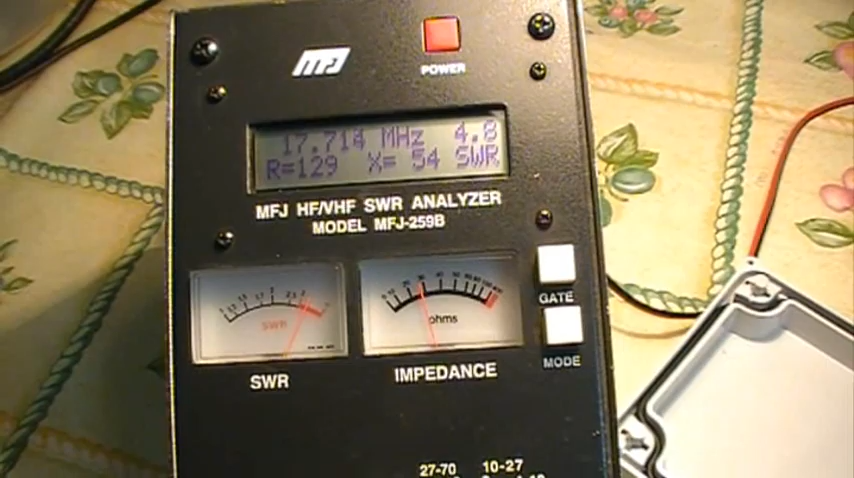 MFJ
POWER
17.714 MHz 4.8
R=129 X= 54 SWR
MFJ HF/VHF SWR ANALYZER
MODEL MFJ-259B
SWR
ohms
GATE
MODE
SWR
IMPEDANCE
27-70 10-27